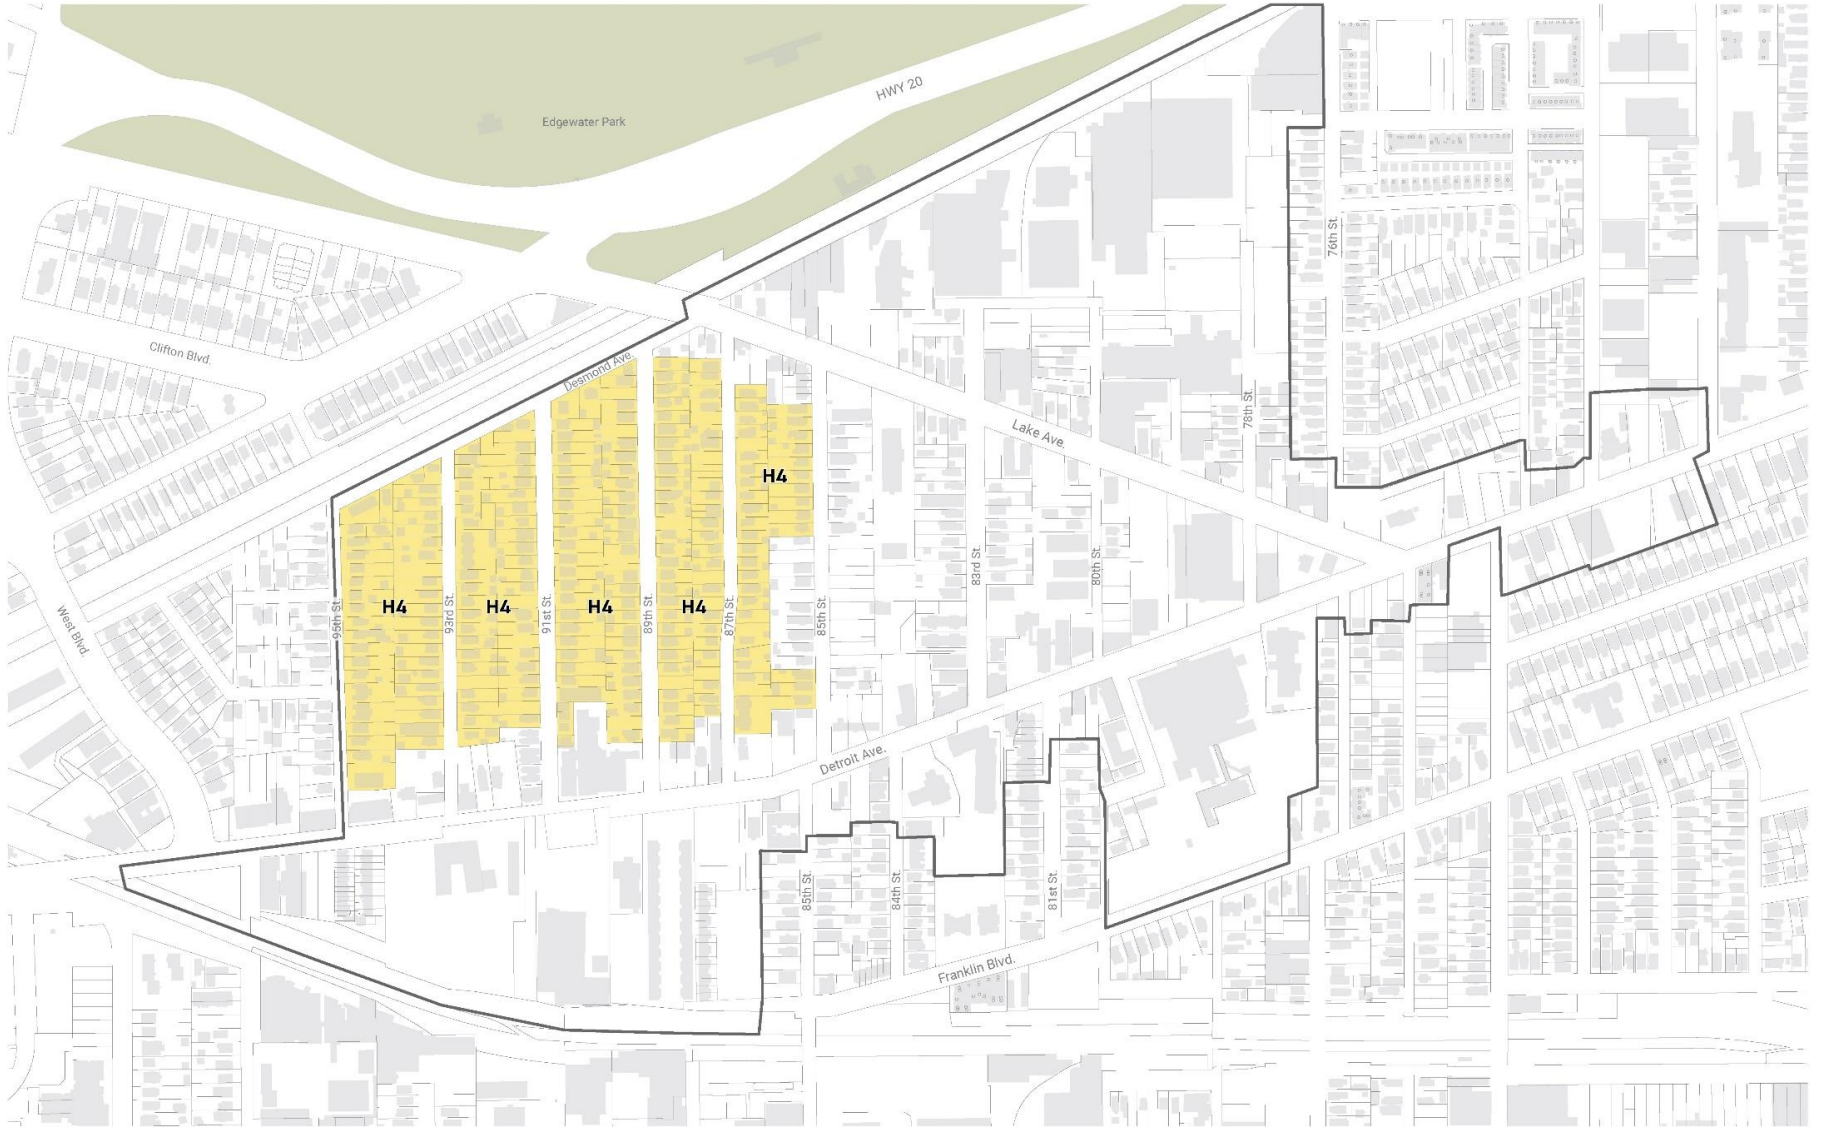 HWY 20
Edgewater Park
76th St.
Clifton Blvd.
Desmond Ave.
78th St.
Lake Ave.
H4
83rd St.
80th St.
95th St.
H4
93rd St.
H4
91st St.
H4
89th St.
H4
87th St.
85th St.
West Blvd.
Detroit Ave.
85th St.
84th St.
81st St.
Franklin Blvd.